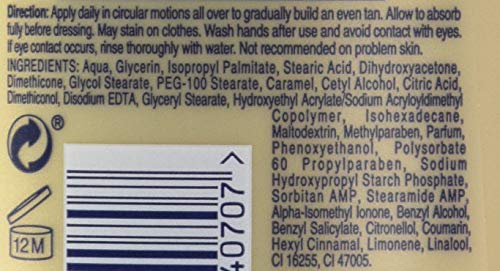 Direction: Apply daily in circular motions all over to gradually build an even tan. Allow to absorb
fully before dressing. May stain on clothes. Wash hands after use and avoid contact with eyes.
If eye contact occurs, rinse thoroughly with water. Not recommended on problem skin.
INGREDIENTS: Aqua, Glycerin, Isopropyl Palmitate, Stearic Acid, Dihydroxyacetone,
Dimethicone, Glycol Stearate, PEG-100 Stearate, Caramel, Cetyl Alcohol, Citric Acid,
Dimethiconol, Disodium EDTA, Glyceryl Stearate, Hydroxyethyl Acrylate/Sodium Acryloyldimethyl
Copolymer, Isohexadecane,
Maltodextrin, Methylparaben, Parfum,
Phenoxyethanol, Polysorbate
60 Propylparaben, Sodium
Hydroxypropyl Starch Phosphate,
Sorbitan AMP, Stearamide AMP,
Alpha-Isomethyl Ionone, Benzyl Alcohol,
Benzyl Salicylate, Citronellol, Coumarin,
Hexyl Cinnamal, Limonene, Linalool,
CI 16255, CI 47005.
®
12 M
40707 >